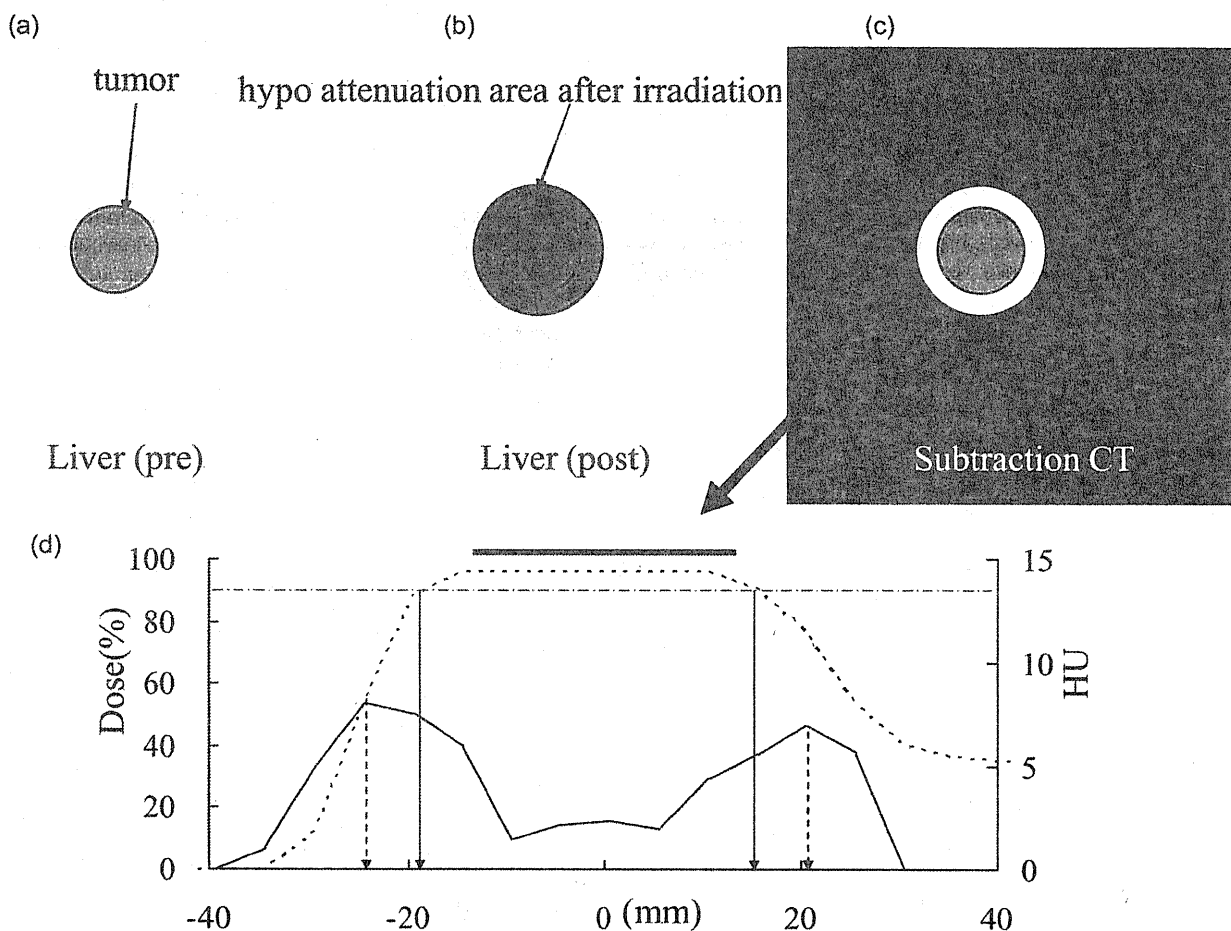 (a)
(b)
(c)
tumor
hypo attenuation area after irradiation
Liver (pre)
Liver (post)
Subtraction CT
(d)
100
80
60
40
20
0
Dose(%)
15
10
5
0
HU
-40
-20
0
(mm)
20
40